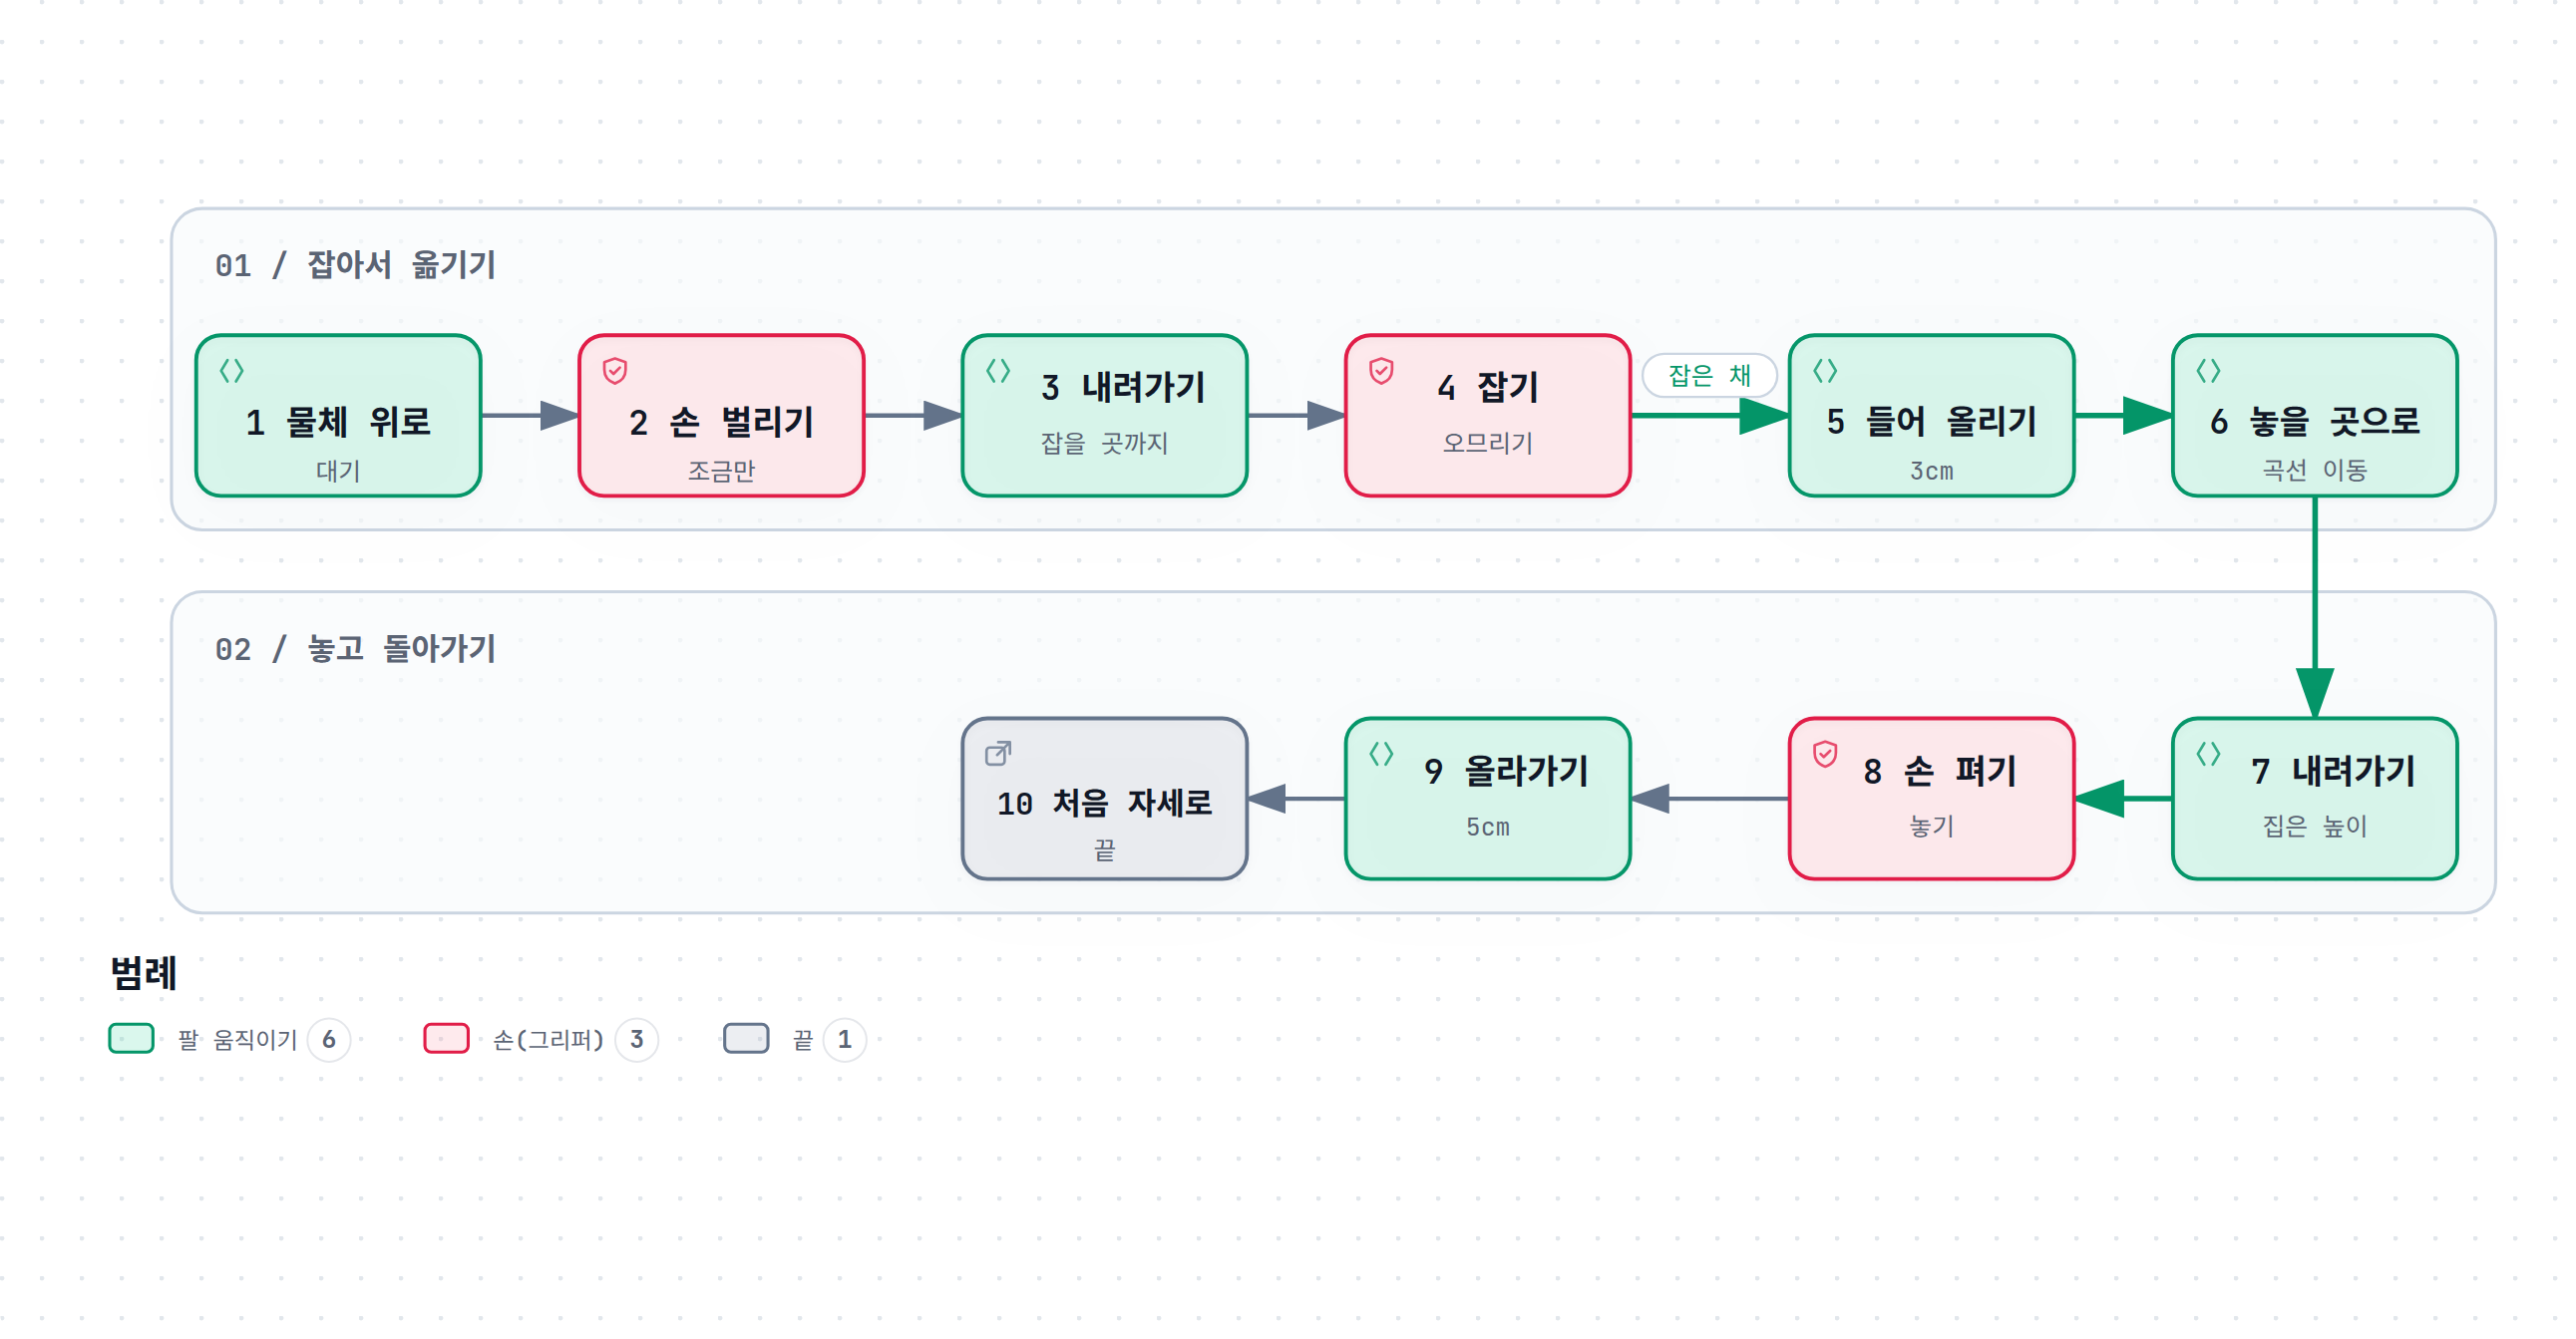 01 / 잡아서 옮기기
1 물체 위로
대기
2 손 벌리기
조금만
3 내려가기
잡을 곳까지
4 잡기
오므리기
잡은 채
5 들어 올리기
3cm
6 놓을 곳으로
곡선 이동
02 / 놓고 돌아가기
10 처음 자세로
끝
9 올라가기
5cm
8 손 펴기
놓기
7 내려가기
집은 높이
범례
팔 움직이기 6
손(그리퍼) 3
끝 1